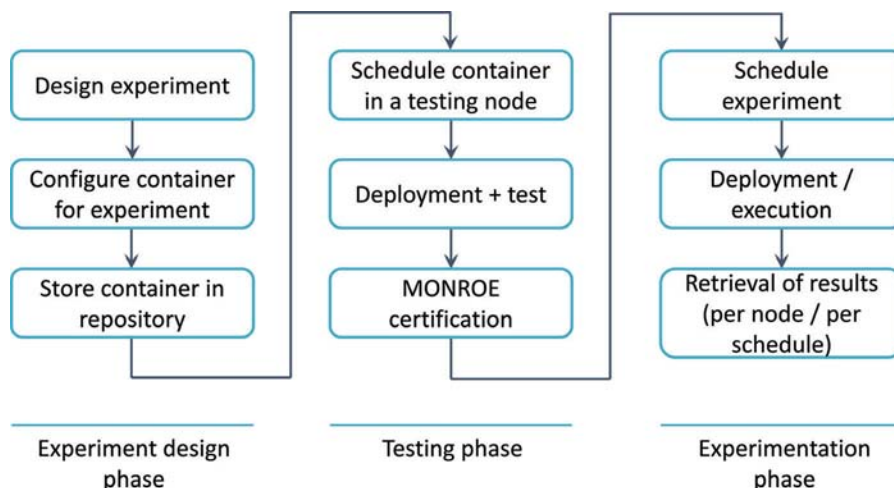 Design experiment
Configure container
for experiment
Store container in
repository
Experiment design
phase
Schedule container
in a testing node
Deployment + test
MONROE
certification
Testing phase
Schedule
experiment
Deployment /
execution
Retrieval of results
(per node / per
schedule)
Experimentation
phase